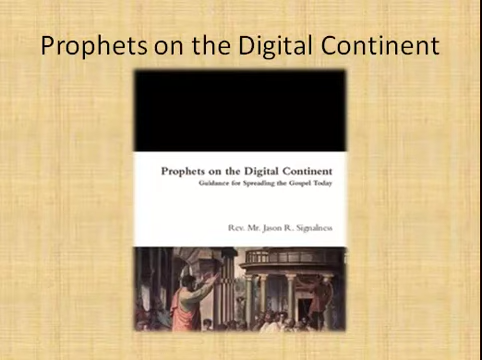 Prophets on the Digital Continent
Prophets on the Digital Continent
Guidance for Spreading the Gospel Today
Rev. Mr. Jason R. Signalness